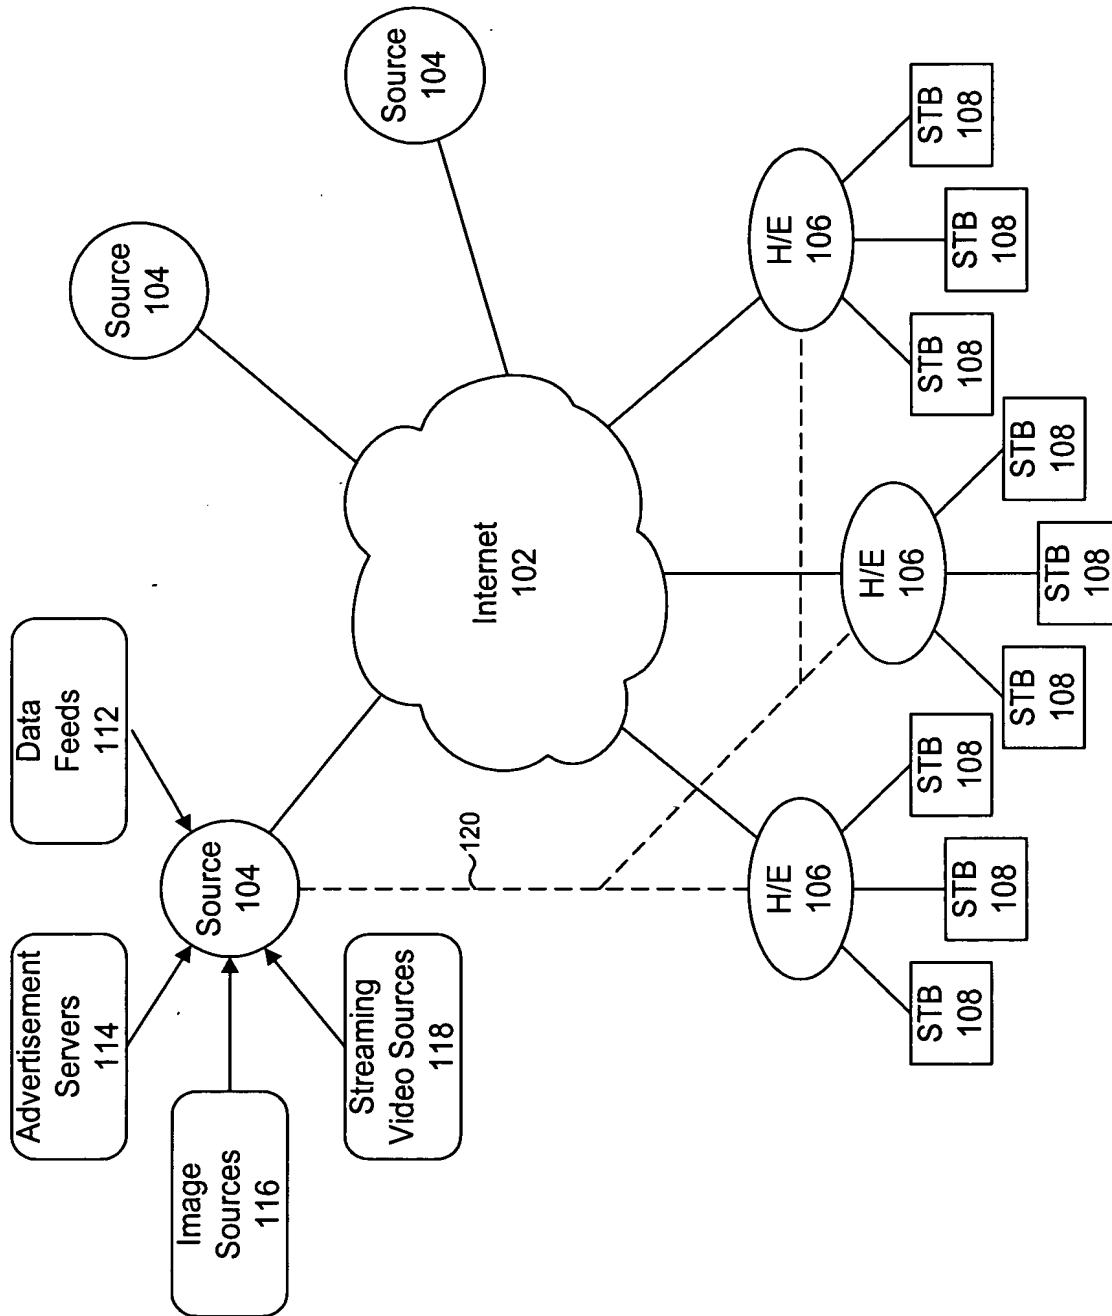 Advertisement
Servers
114
Data
Feeds
112
Source
104
Image
Sources
116
Source
104
Streaming
Video Sources
118
Source
104
120
Internet
102
H/E
106
H/E
106
H/E
106
STB
108
STB
108
STB
108
STB
108
STB
108
STB
108
STB
108
STB
108
STB
108